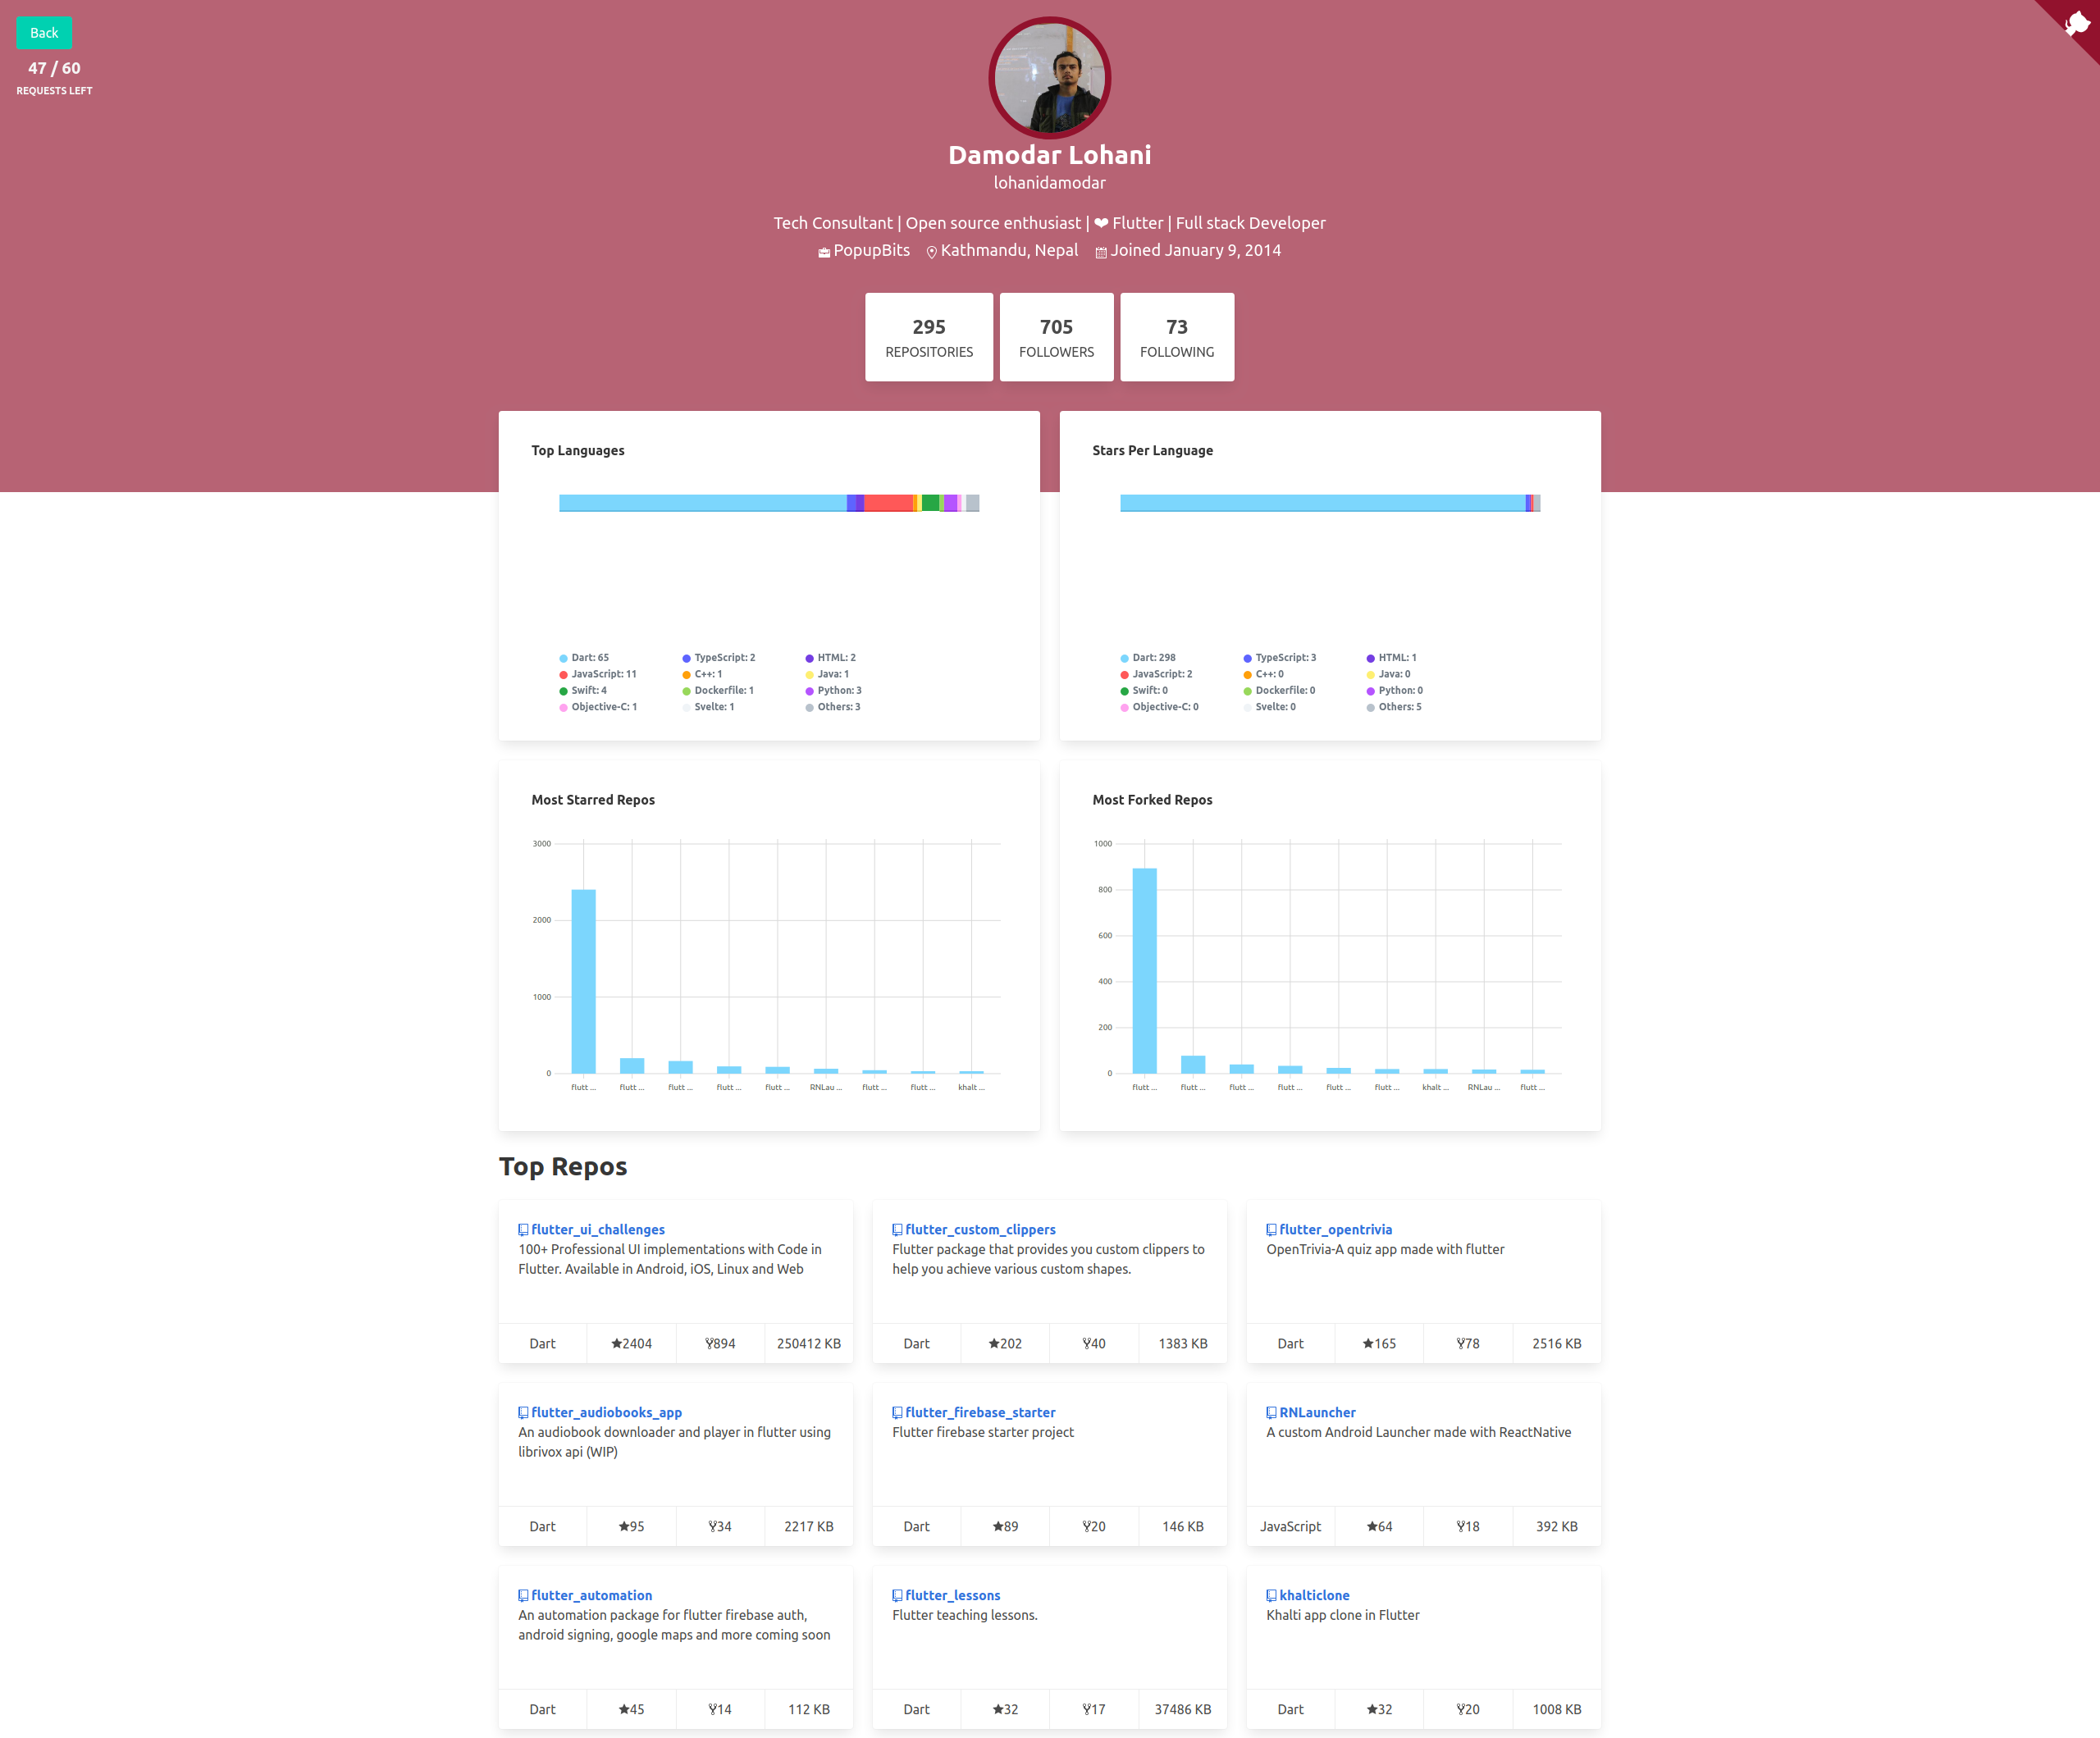 Back
47 / 60
REQUESTS LEFT
Damodar Lohani
lohanidamodar
Tech Consultant | Open source enthusiast | ❤ Flutter | Full stack Developer
PopupBits Kathmandu, Nepal Joined January 9, 2014
295 705 73
REPOSITORIES FOLLOWERS FOLLOWING
Top Languages
Dart: 65 TypeScript: 2 HTML: 2
JavaScript: 11 C++: 1 Java: 1
Swift: 4 Dockerfile: 1 Python: 3
Objective-C: 1 Svelte: 1 Others: 3
Stars Per Language
Dart: 298 TypeScript: 3 HTML: 1
JavaScript: 2 C++: 0 Java: 0
Swift: 0 Dockerfile: 0 Python: 0
Objective-C: 0 Svelte: 0 Others: 5
Most Starred Repos
3000
2000
1000
0
flutt ... flutt ... flutt ... flutt ... flutt ... RNLau ... flutt ... flutt ... khalt ...
Most Forked Repos
1000
800
600
400
200
0
flutt ... flutt ... flutt ... flutt ... flutt ... flutt ... khalt ... RNLau ... flutt ...
Top Repos
flutter_ui_challenges
100+ Professional UI implementations with Code in
Flutter. Available in Android, iOS, Linux and Web
Dart ★2404 894 250412 KB
flutter_custom_clippers
Flutter package that provides you custom clippers to
help you achieve various custom shapes.
Dart ★202 40 1383 KB
flutter_opentrivia
OpenTrivia-A quiz app made with flutter
Dart ★165 78 2516 KB
flutter_audiobooks_app
An audiobook downloader and player in flutter using
librivox api (WIP)
Dart ★95 34 2217 KB
flutter_firebase_starter
Flutter firebase starter project
Dart ★89 20 146 KB
RNLauncher
A custom Android Launcher made with ReactNative
JavaScript ★64 18 392 KB
flutter_automation
An automation package for flutter firebase auth,
android signing, google maps and more coming soon
Dart ★45 14 112 KB
flutter_lessons
Flutter teaching lessons.
Dart ★32 17 37486 KB
khalticlone
Khalti app clone in Flutter
Dart ★32 20 1008 KB